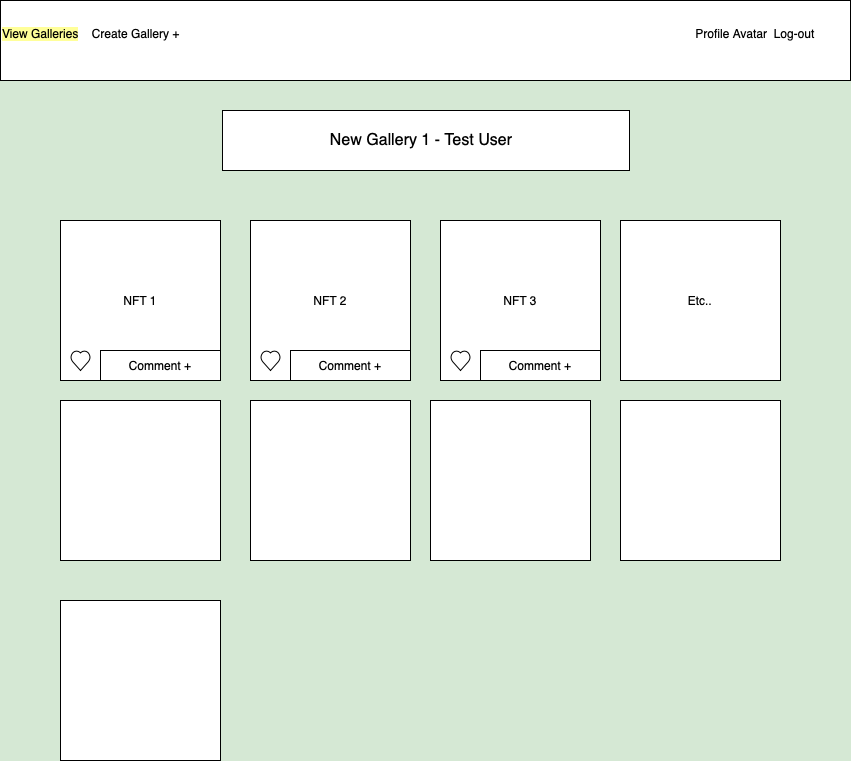 View Galleries Create Gallery + Profile Avatar Log-out
New Gallery 1 - Test User
NFT 1 NFT 2 NFT 3 Etc..
Comment + Comment + Comment +